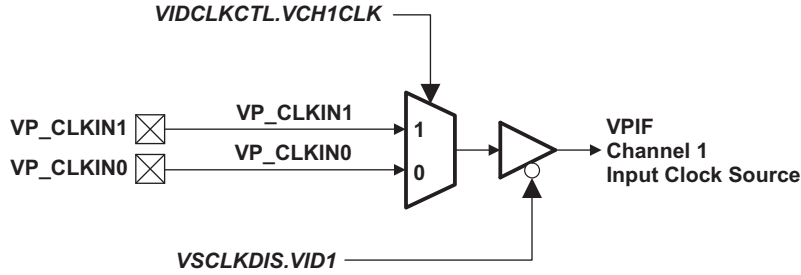 VIDCLKCTL.VCH1CLK
VP_CLKIN1
VP_CLKIN1
1
VPIF
VP_CLKIN0
VP_CLKIN0
0
Channel 1
Input Clock Source
VSCLKDIS.VID1